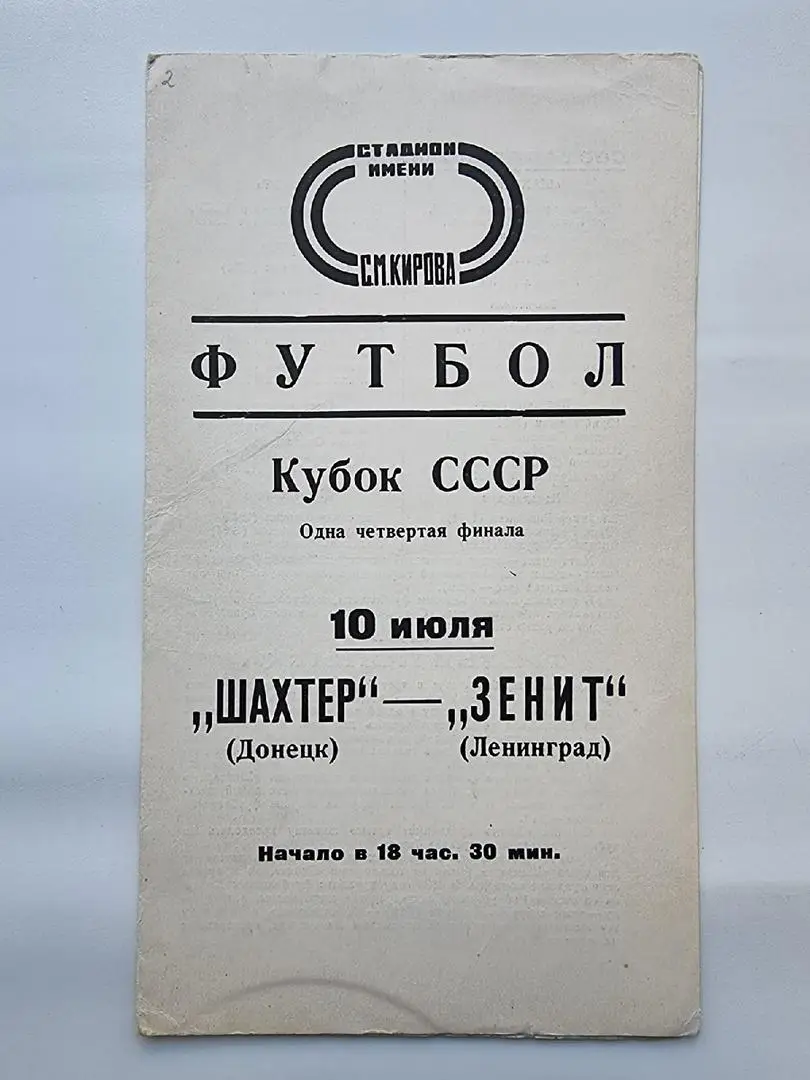 2
СТАДИОН
ИМЕНИ
С.М.КИРОВА
ФУТБОЛ
Кубок СССР
Одна четвертая финала
10 июля
„ШАХТЕР“ — „ЗЕНИТ“
(Донецк) (Ленинград)
Начало в 18 час. 30 мин.